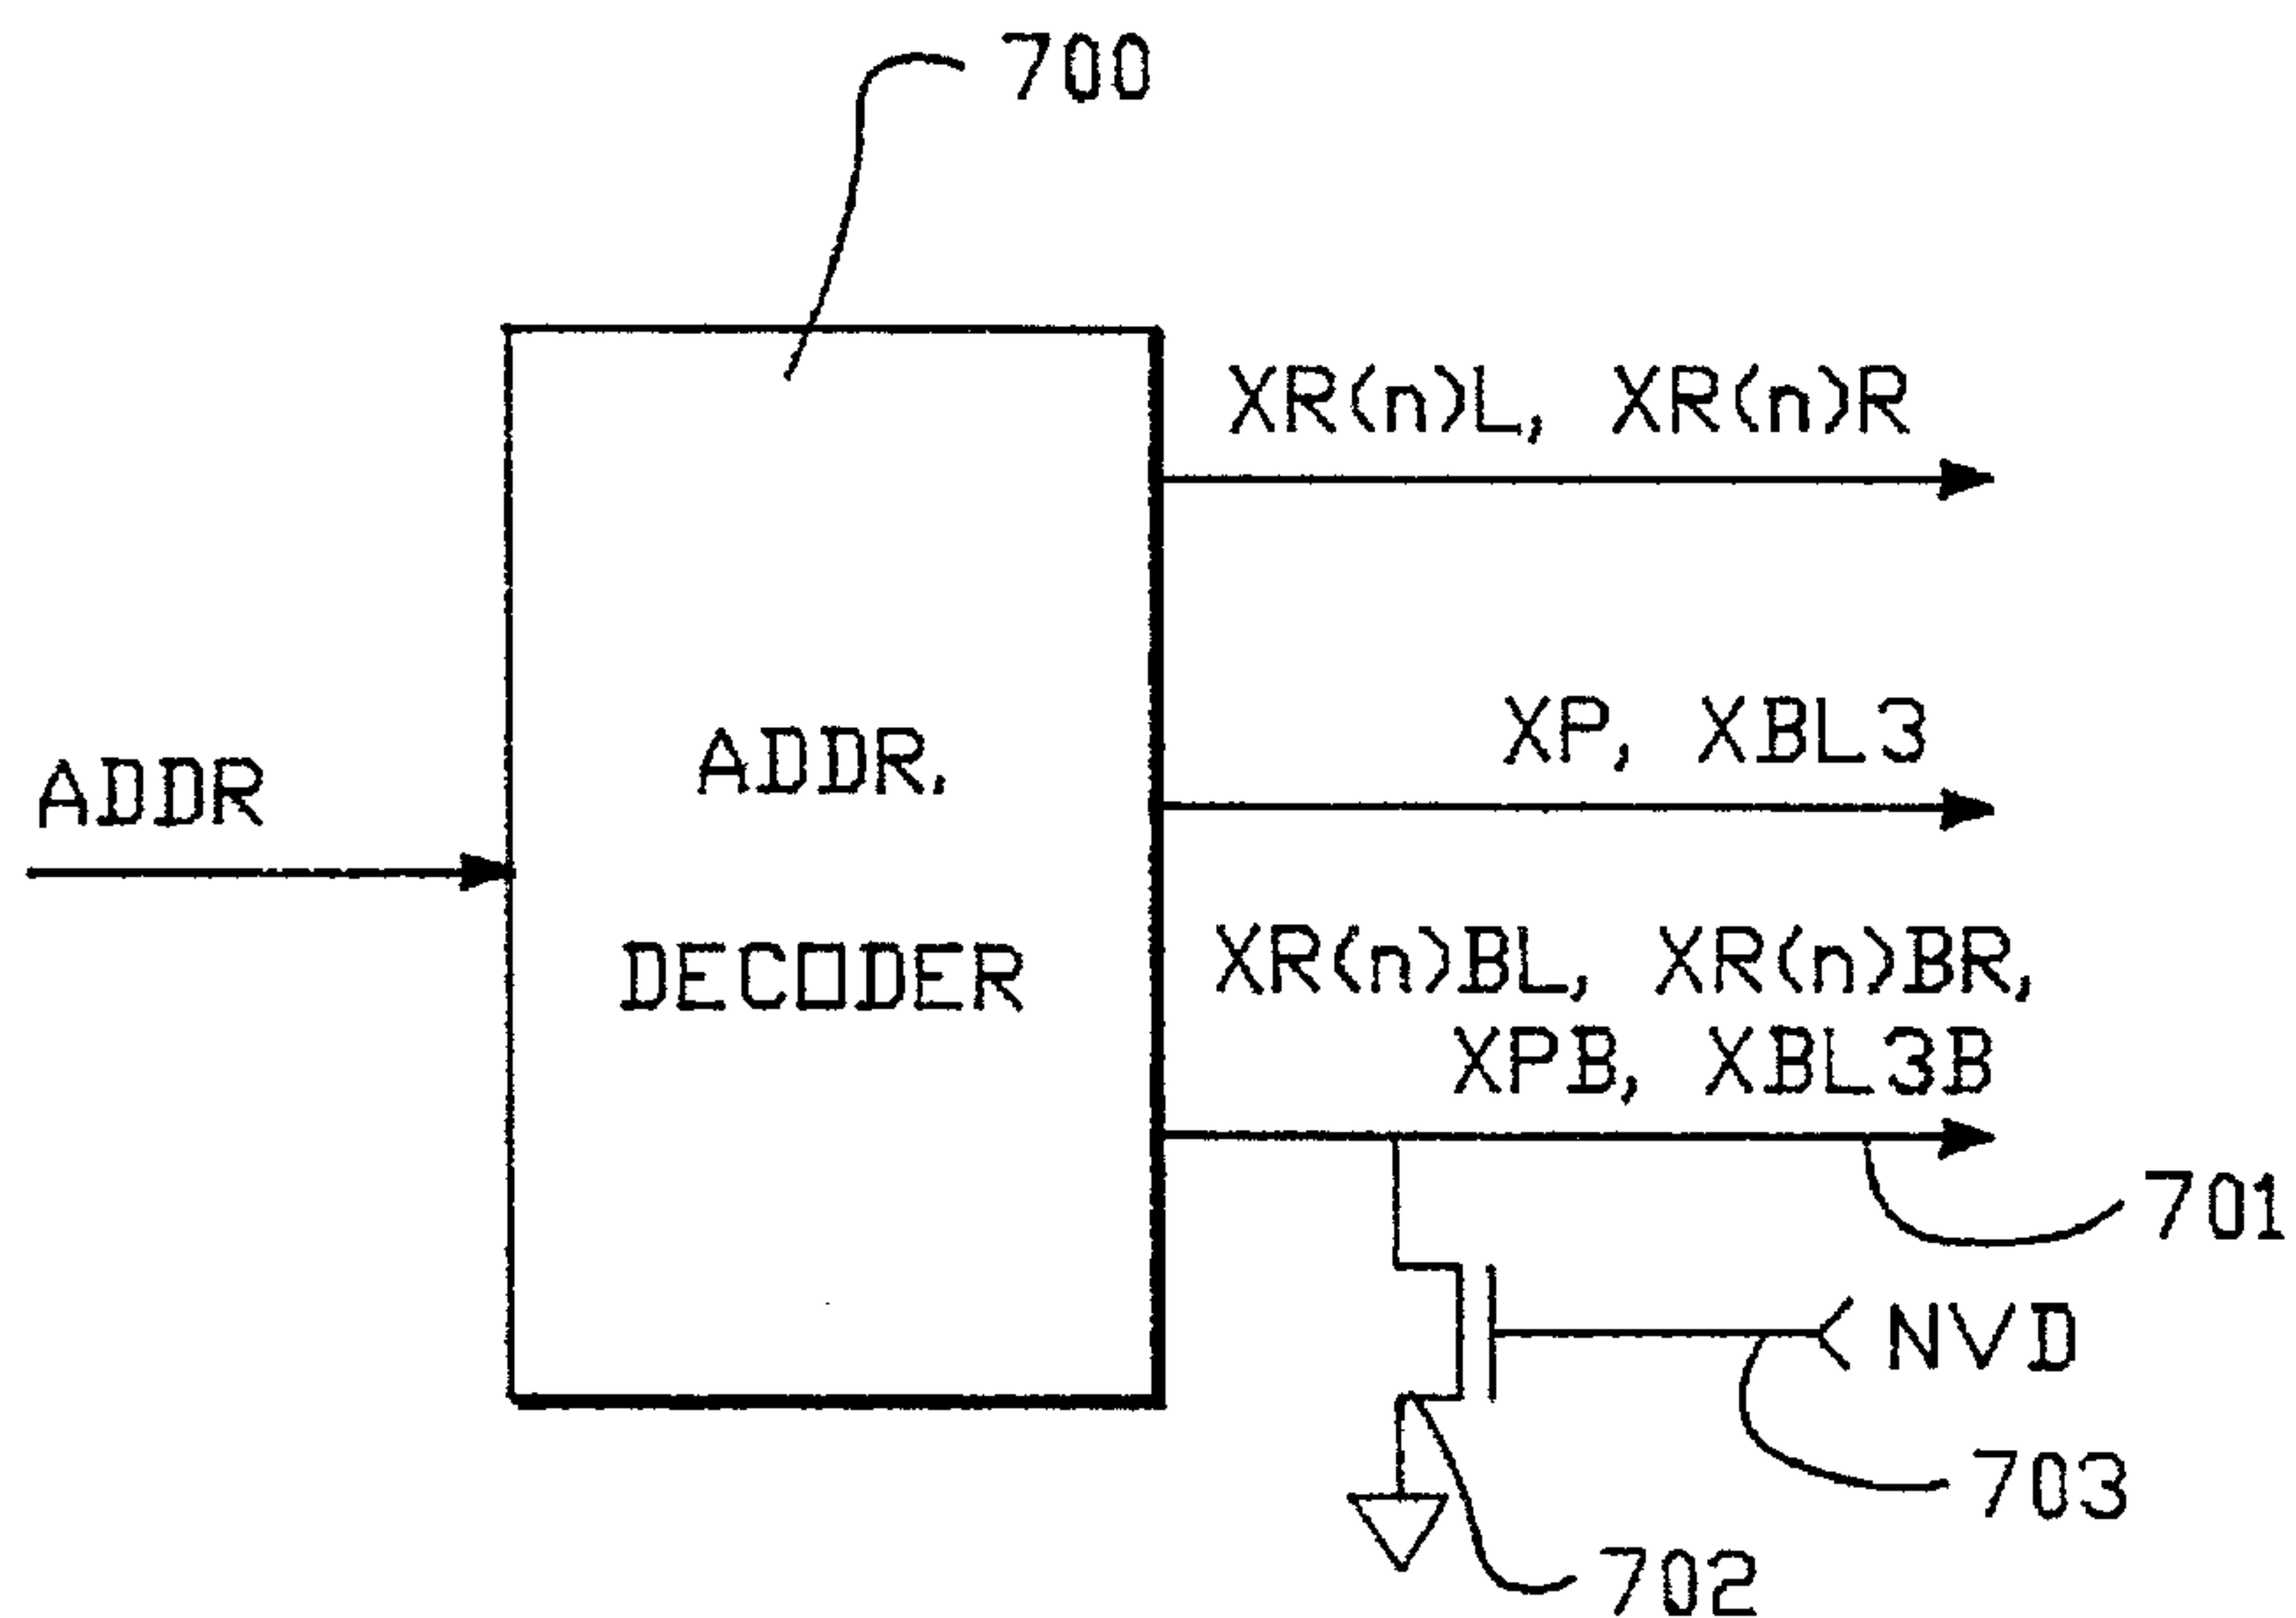 700
XR(n)L, XR(n)R
XP, XBL3
ADDR
ADDR.
DECODER
XR(n)BL, XR(n)BR,
XPB, XBL3B
701
NVD
703
702